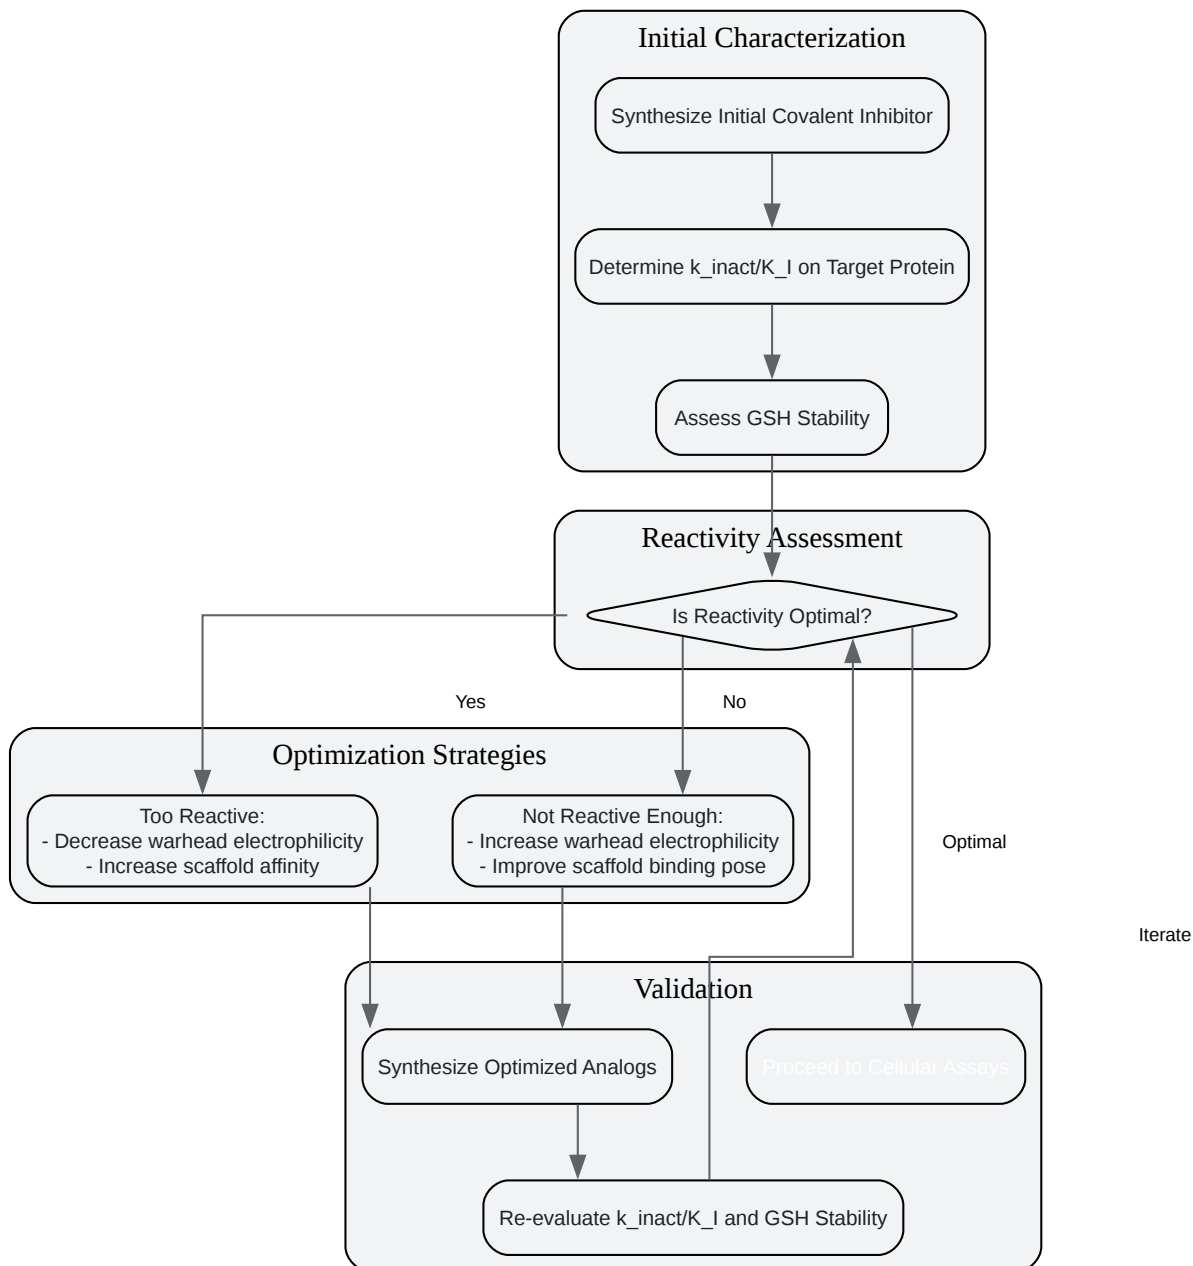 Initial Characterization
Synthesize Initial Covalent Inhibitor
Determine k_inact/K_I on Target Protein
Assess GSH Stability
Reactivity Assessment
Is Reactivity Optimal?
Yes
No
Optimization Strategies
Too Reactive:
- Decrease warhead electrophilicity
- Increase scaffold affinity
Not Reactive Enough:
- Increase warhead electrophilicity
- Improve scaffold binding pose
Optimal
Iterate
Validation
Synthesize Optimized Analogs
Proceed to Cellular Assays
Re-evaluate k_inact/K_I and GSH Stability